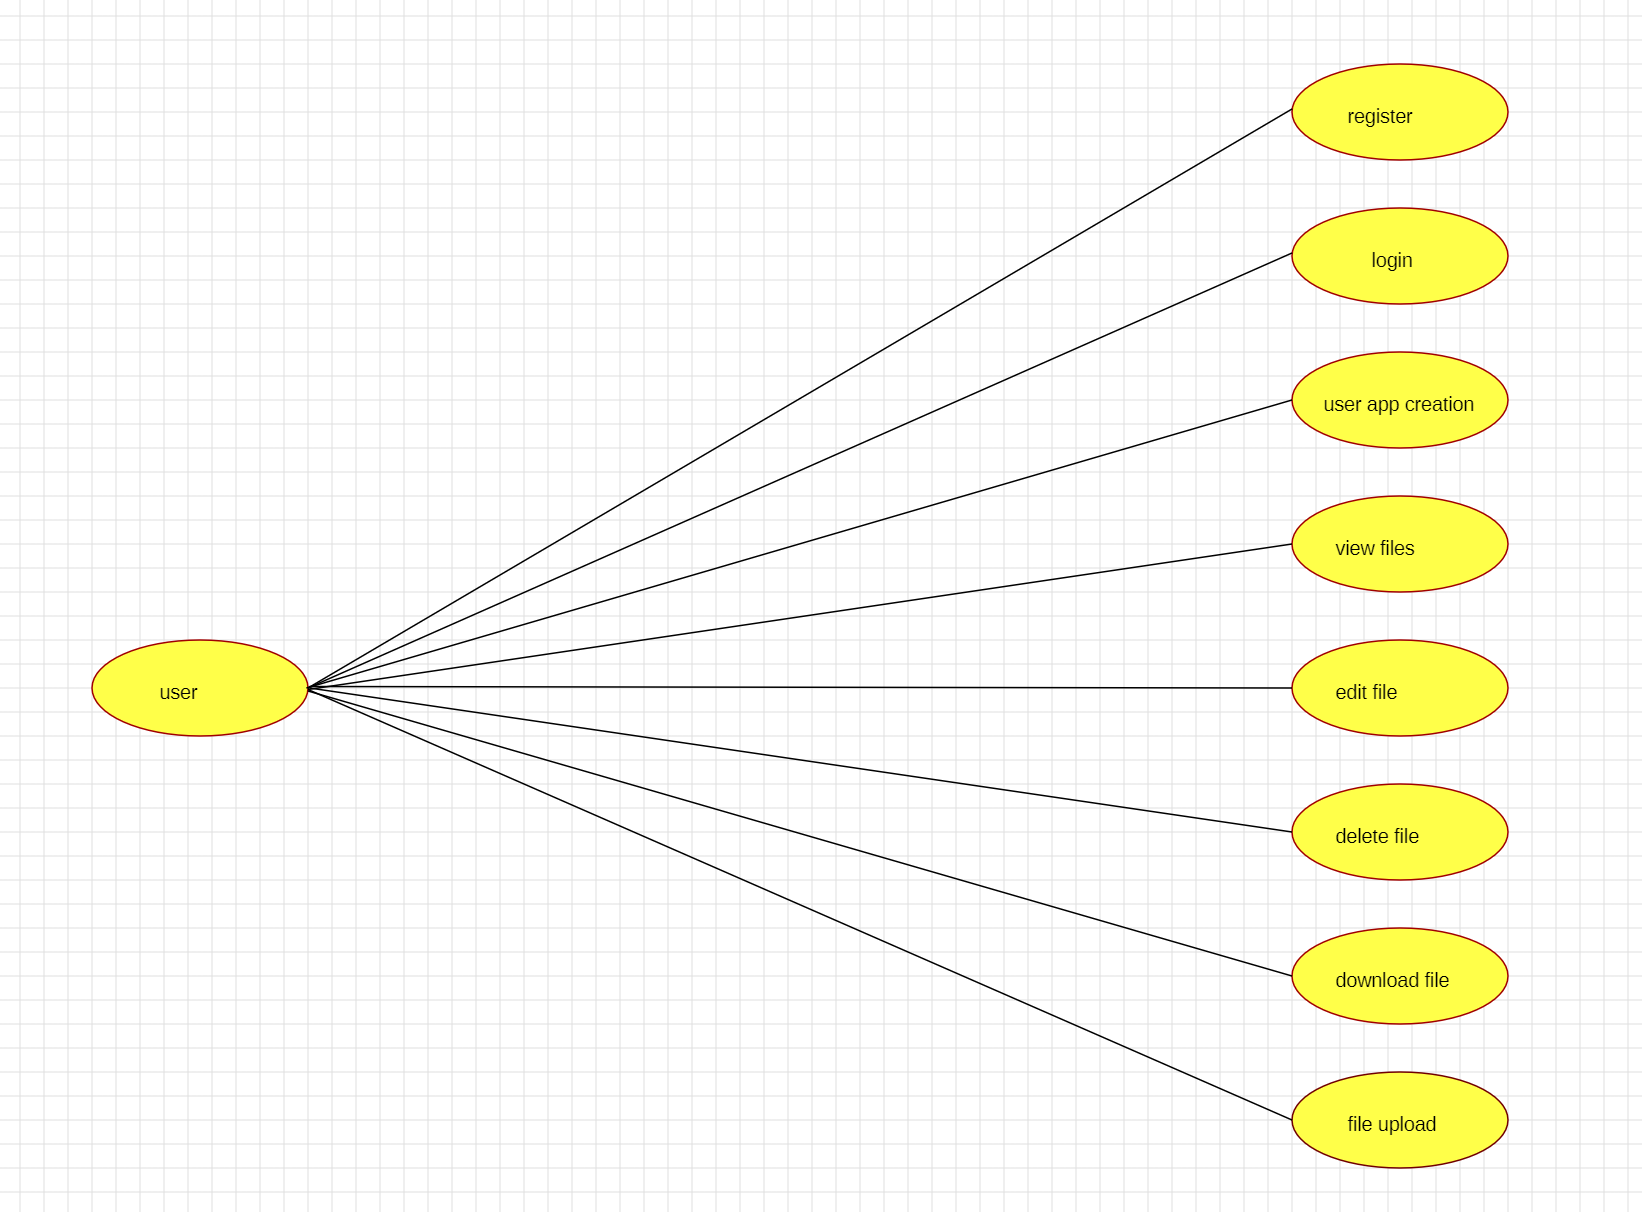 register
login
user app creation
view files
user
edit file
delete file
download file
file upload